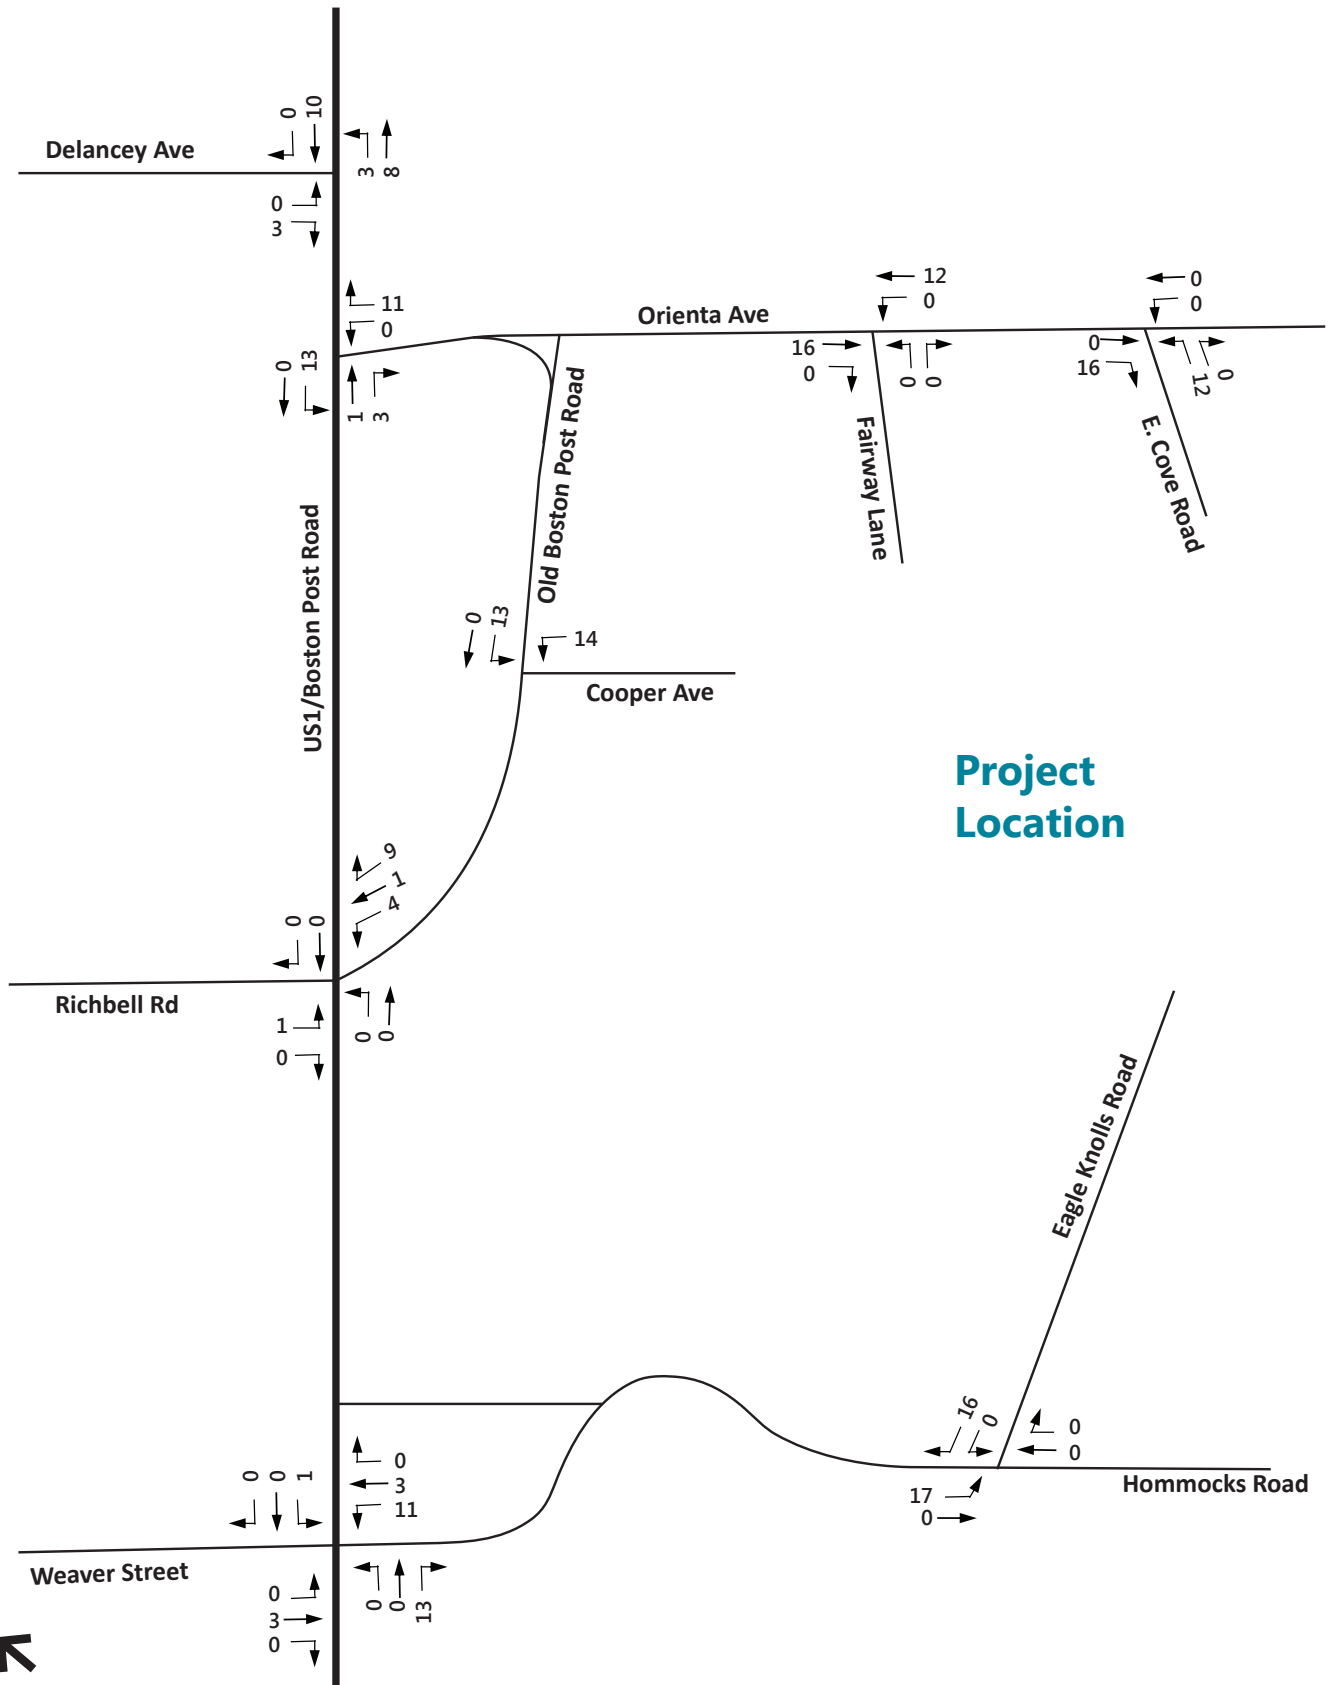 0 10
Delancey Ave
3 8
0
3
11
0
0 13
1 3
Orienta Ave
12
0
16
0
0 0
0
0
0
16
12 0
Fairway Lane
E. Cove Road
US1/Boston Post Road
Old Boston Post Road
0 13
14
Cooper Ave
Project
Location
9
1
4
0 0
Richbell Rd
1
0
0 0
Eagle Knolls Road
16 0
0
0
17
0
Hommocks Road
0 0 1
0
3
11
Weaver Street
0
3
0
0 0 13